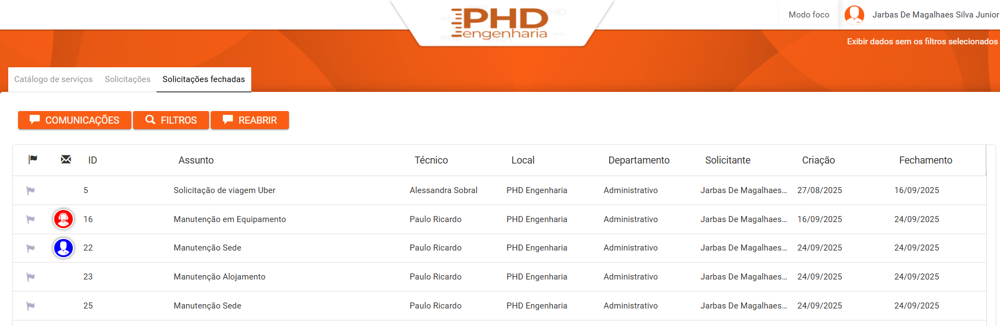 PHD
engenharia
Modo foco
Jarbas De Magalhaes Silva Junior
Exibir dados sem os filtros selecionados
Catálogo de serviços Solicitações Solicitações fechadas
COMUNICAÇÕES FILTROS REABRIR
ID Assunto Técnico Local Departamento Solicitante Criação Fechamento
5 Solicitação de viagem Uber Alessandra Sobral PHD Engenharia Administrativo Jarbas De Magalhaes... 27/08/2025 16/09/2025
16 Manutenção em Equipamento Paulo Ricardo PHD Engenharia Administrativo Jarbas De Magalhaes... 16/09/2025 24/09/2025
22 Manutenção Sede Paulo Ricardo PHD Engenharia Administrativo Jarbas De Magalhaes... 24/09/2025 24/09/2025
23 Manutenção Alojamento Paulo Ricardo PHD Engenharia Administrativo Jarbas De Magalhaes... 24/09/2025 24/09/2025
25 Manutenção Sede Paulo Ricardo PHD Engenharia Administrativo Jarbas De Magalhaes... 24/09/2025 24/09/2025